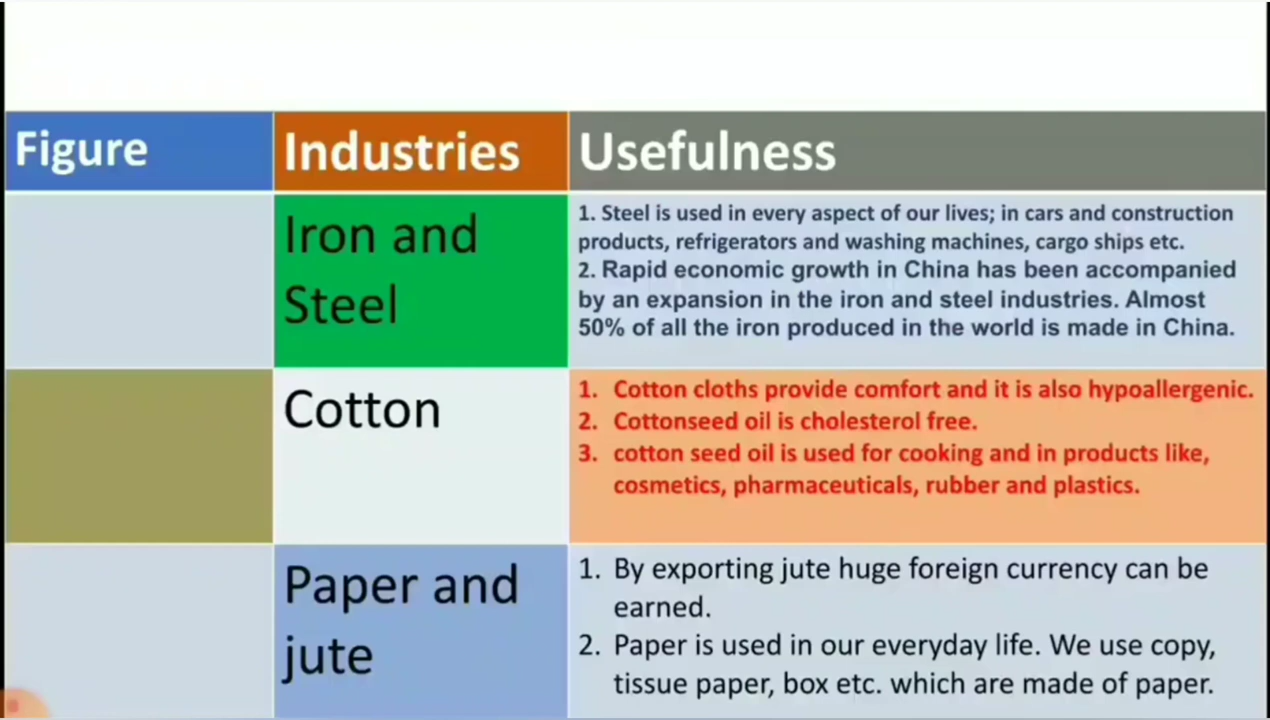 Figure
Industries
Usefulness
Iron and
Steel
1. Steel is used in every aspect of our lives; in cars and construction
products, refrigerators and washing machines, cargo ships etc.
2. Rapid economic growth in China has been accompanied
by an expansion in the iron and steel industries. Almost
50% of all the iron produced in the world is made in China.
Cotton
1. Cotton cloths provide comfort and it is also hypoallergenic.
2. Cottonseed oil is cholesterol free.
3. cotton seed oil is used for cooking and in products like,
cosmetics, pharmaceuticals, rubber and plastics.
Paper and
jute
1. By exporting jute huge foreign currency can be
earned.
2. Paper is used in our everyday life. We use copy,
tissue paper, box etc. which are made of paper.